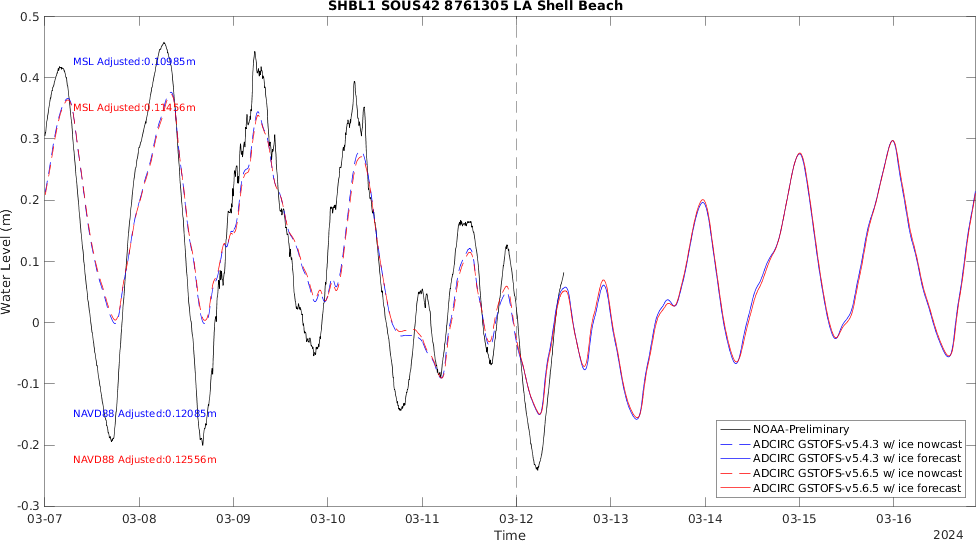 SHBL1 SOUS42 8761305 LA Shell Beach
0.5
0.4
0.3
0.2
0.1
0
-0.1
-0.2
-0.3
Water Level (m)
MSL Adjusted:0.10985m
MSL Adjusted:0.11456m
NAVD88 Adjusted:0.12085m
NAVD88 Adjusted:0.12556m
NOAA-Preliminary
ADCIRC GSTOFS-v5.4.3 w/ ice nowcast
ADCIRC GSTOFS-v5.4.3 w/ ice forecast
ADCIRC GSTOFS-v5.6.5 w/ ice nowcast
ADCIRC GSTOFS-v5.6.5 w/ ice forecast
03-07 03-08 03-09 03-10 03-11 03-12 03-13 03-14 03-15 03-16
Time
2024